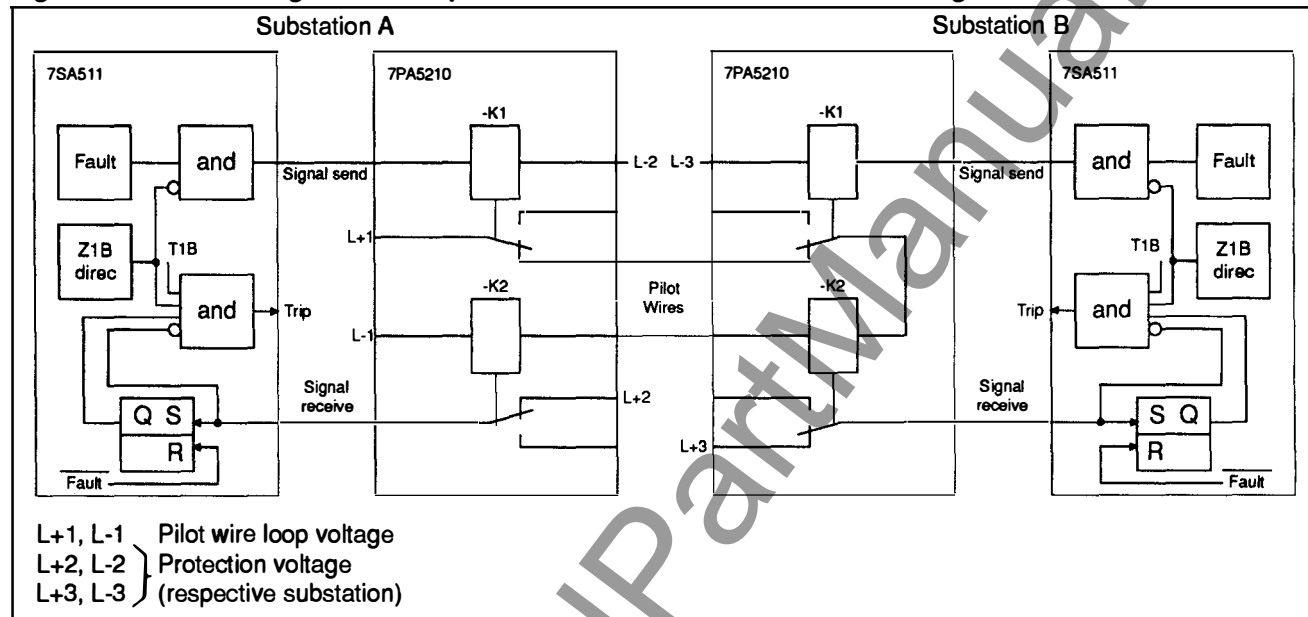 Substation A
Substation B
7SA511
7PA5210
7PA5210
7SA511
-K1
-K1
Fault
and
Signal send
L-2 L-3
Signal send
and
Fault
L+1
Z1B
direc
T1B
and
Trip
-K2
Pilot
Wires
-K2
Trip
and
T1B
Z1B
direc
L-1
Signal
receive
L+2
Signal
receive
Q S
R
Fault
L+3
S Q
R
Fault
L+1, L-1 Pilot wire loop voltage
L+2, L-2 Protection voltage
L+3, L-3 (respective substation)